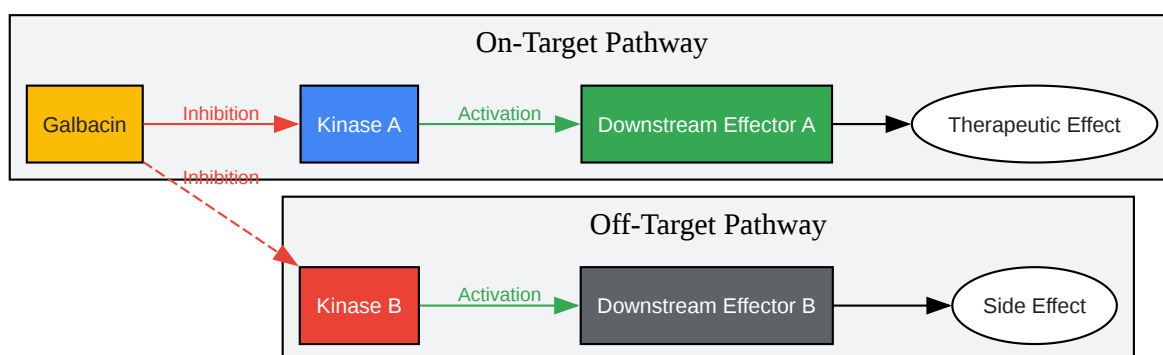 On-Target Pathway
Galbacin
Inhibition
Kinase A
Activation
Downstream Effector A
Therapeutic Effect
Inhibition
Off-Target Pathway
Kinase B
Activation
Downstream Effector B
Side Effect